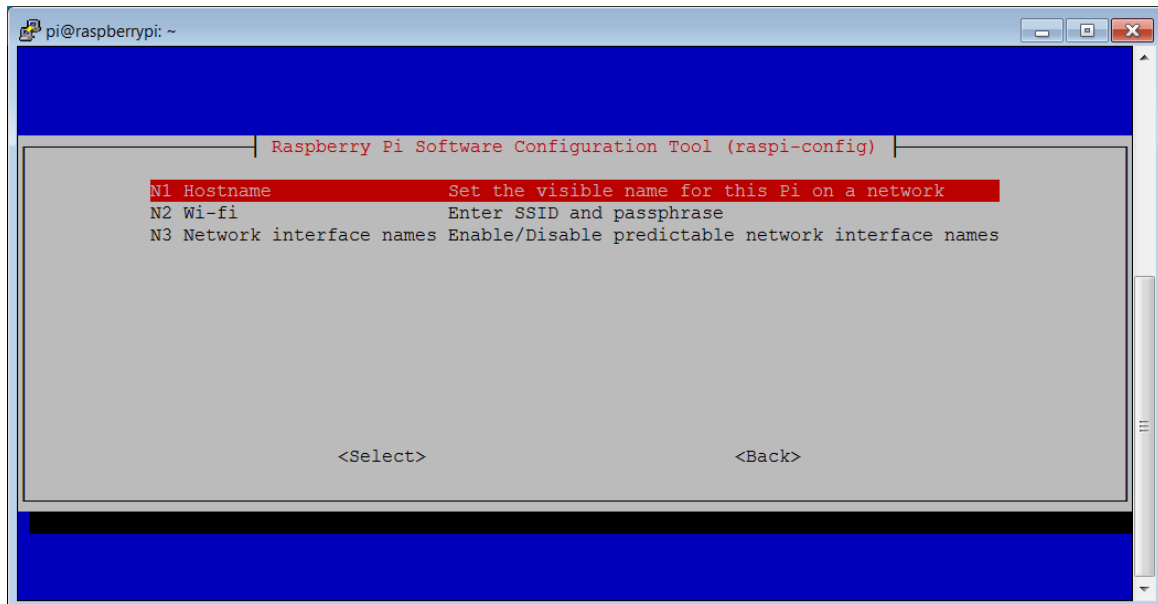 pi@raspberrypi: ~
Raspberry Pi Software Configuration Tool (raspi-config)
N1 Hostname Set the visible name for this Pi on a network
N2 Wi-fi Enter SSID and passphrase
N3 Network interface names Enable/Disable predictable network interface names
<Select> <Back>